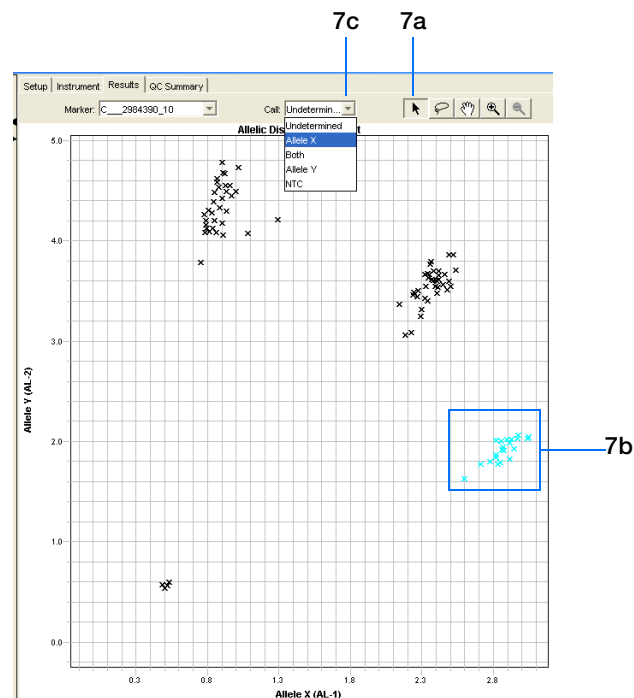 7c 7a
Setup Instrument Results QC Summary
Marker: C___2984390_10 Call: Undetermin...
Allelic Dis t
Undetermined
Allele X
Both
Allele Y
NTC
5.0
4.0
3.0
2.0
1.0
0.0
Allele Y (AL-2)
7b
0.3 0.8 1.3 1.8 2.3 2.8
Allele X (AL-1)